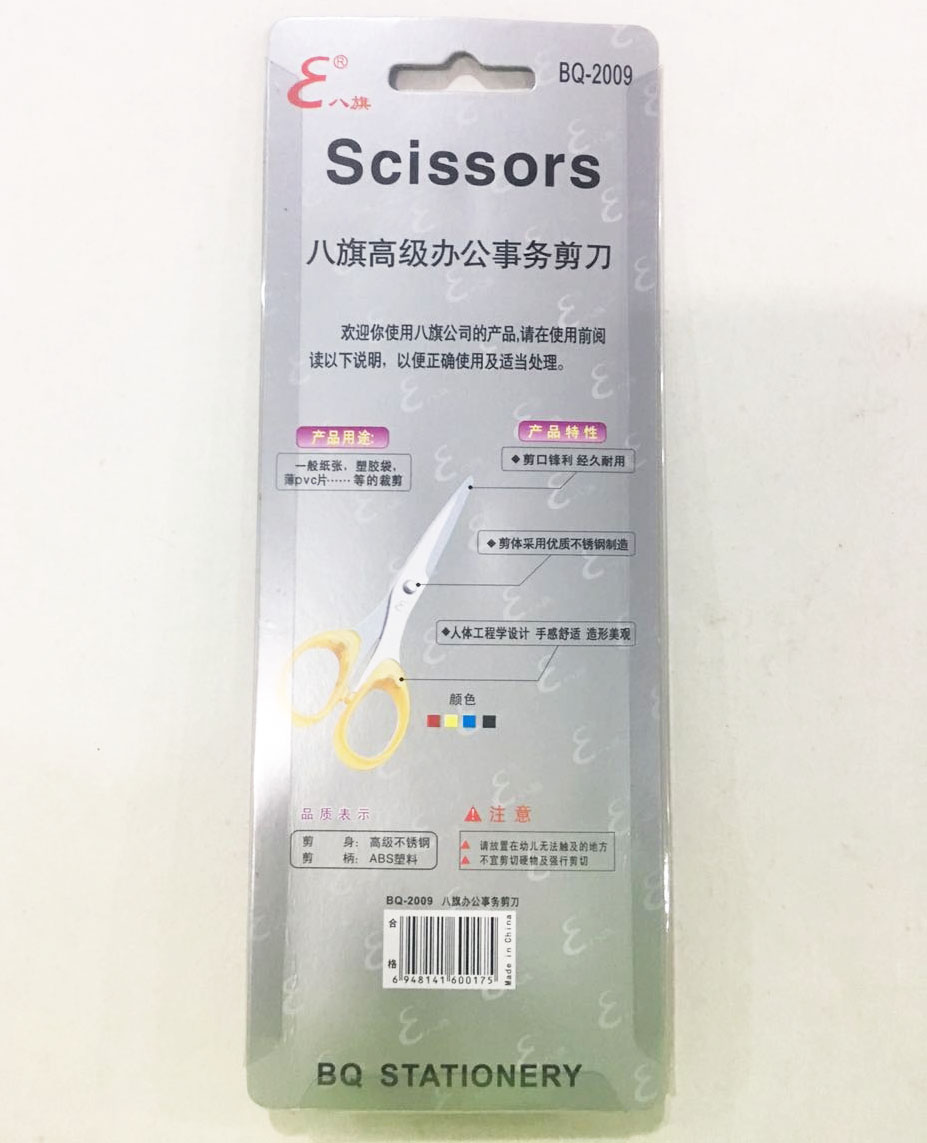 ε® 八旗
BQ-2009
Scissors
八旗高级办公事务剪刀
欢迎你使用八旗公司的产品,请在使用前阅
读以下说明，以便正确使用及适当处理。
产品用途:
一般纸张，塑胶袋，
薄pvc片……等的裁剪
产品特性
◆剪口锋利 经久耐用
◆剪体采用优质不锈钢制造
◆人体工程学设计 手感舒适 造形美观
颜色
品质表示
剪 身：高级不锈钢
剪 柄：ABS塑料
注意
请放置在幼儿无法触及的地方
不宜剪切硬物及强行剪切
BQ-2009 八旗办公事务剪刀
合格
6948141600175
Made in China
BQ STATIONERY